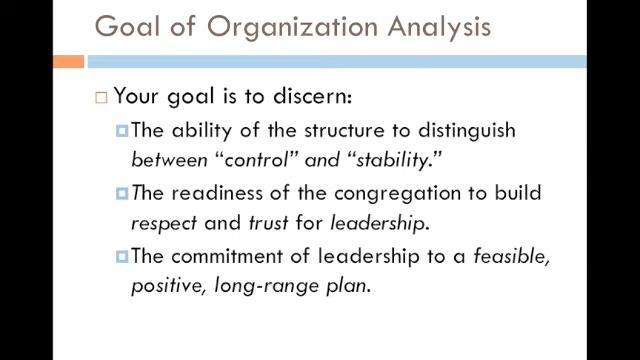 Goal of Organization Analysis
Your goal is to discern:
The ability of the structure to distinguish
between “control” and “stability.”
The readiness of the congregation to build
respect and trust for leadership.
The commitment of leadership to a feasible,
positive, long-range plan.